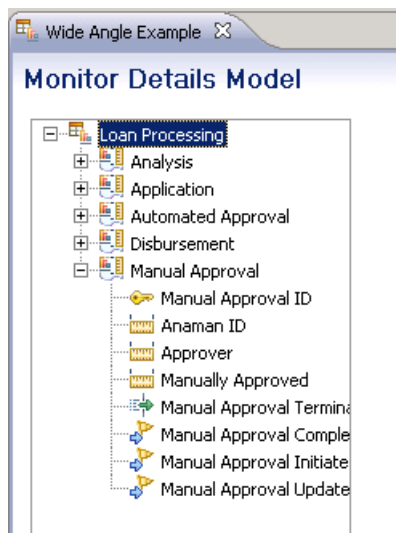 Wide Angle Example
Monitor Details Model
Loan Processing
Analysis
Application
Automated Approval
Disbursement
Manual Approval
Manual Approval ID
Anaman ID
Approver
Manually Approved
Manual Approval Termina
Manual Approval Comple
Manual Approval Initiate
Manual Approval Update